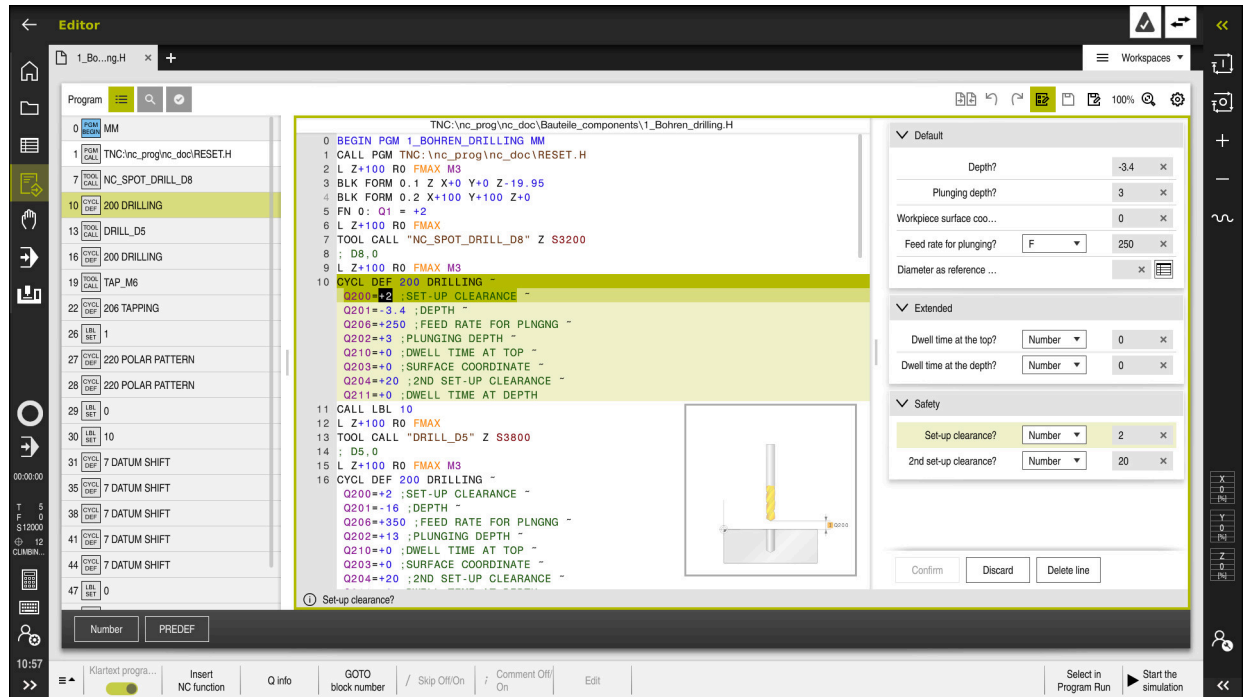 Editor
1_Bo...ng.H
Workspaces
Program
100%
0 PGM BEGIN MM
1 PGM CALL TNC:\nc_prog\nc_doc\RESET.H
7 TOOL CALL NC_SPOT_DRILL_D8
10 CYCL DEF 200 DRILLING
13 TOOL CALL DRILL_D5
16 CYCL DEF 200 DRILLING
19 TOOL CALL TAP_M6
22 CYCL DEF 206 TAPPING
26 LBL SET 1
27 CYCL DEF 220 POLAR PATTERN
28 CYCL DEF 220 POLAR PATTERN
29 LBL SET 0
30 LBL SET 10
31 CYCL DEF 7 DATUM SHIFT
35 CYCL DEF 7 DATUM SHIFT
38 CYCL DEF 7 DATUM SHIFT
41 CYCL DEF 7 DATUM SHIFT
44 CYCL DEF 7 DATUM SHIFT
47 LBL SET 0
TNC:\nc_prog\nc_doc\Bauteile_components\1_Bohren_drilling.H
0 BEGIN PGM 1_BOHREN_DRILLING MM
1 CALL PGM TNC:\nc_prog\nc_doc\RESET.H
2 L Z+100 R0 FMAX M3
3 BLK FORM 0.1 Z X+0 Y+0 Z-19.95
4 BLK FORM 0.2 X+100 Y+100 Z+0
5 FN 0: Q1 = +2
6 L Z+100 R0 FMAX
7 TOOL CALL "NC_SPOT_DRILL_D8" Z S3200
8 ; D8,0
9 L Z+100 R0 FMAX M3
10 CYCL DEF 200 DRILLING ~
Q200=+2 ;SET-UP CLEARANCE ~
Q201=-3.4 ;DEPTH ~
Q206=+250 ;FEED RATE FOR PLNGNG ~
Q202=+3 ;PLUNGING DEPTH ~
Q210=+0 ;DWELL TIME AT TOP ~
Q203=+0 ;SURFACE COORDINATE ~
Q204=+20 ;2ND SET-UP CLEARANCE ~
Q211=+0 ;DWELL TIME AT DEPTH
11 CALL LBL 10
12 L Z+100 R0 FMAX
13 TOOL CALL "DRILL_D5" Z S3800
14 ; D5,0
15 L Z+100 R0 FMAX M3
16 CYCL DEF 200 DRILLING ~
Q200=+2 ;SET-UP CLEARANCE ~
Q201=-16 ;DEPTH ~
Q206=+350 ;FEED RATE FOR PLNGNG ~
Q202=+13 ;PLUNGING DEPTH ~
Q210=+0 ;DWELL TIME AT TOP ~
Q203=+0 ;SURFACE COORDINATE ~
Q204=+20 ;2ND SET-UP CLEARANCE ~
Q200
Set-up clearance?
Default
Depth? -3.4
Plunging depth? 3
Workpiece surface coo... 0
Feed rate for plunging? F 250
Diameter as reference ...
Extended
Dwell time at the top? Number 0
Dwell time at the depth? Number 0
Safety
Set-up clearance? Number 2
2nd set-up clearance? Number 20
Confirm
Discard
Delete line
Number
PREDEF
00:00:00
T 5
F 0
S 12000
12
CLIMBIN...
10:57
X
0
[%]
Y
0
[%]
Z
0
[%]
Klartext progra...
Insert
NC function
Q info
GOTO
block number
/ Skip Off/On
; Comment Off/
On
Edit
Select in
Program Run
Start the
simulation